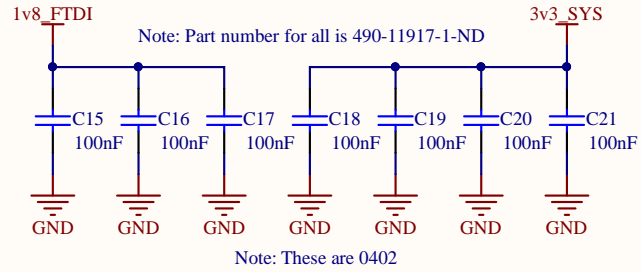 1v8_FTDI 3v3_SYS
Note: Part number for all is 490-11917-1-ND
C15 C16 C17 C18 C19 C20 C21
100nF 100nF 100nF 100nF 100nF 100nF 100nF
GND GND GND GND GND GND GND
Note: These are 0402